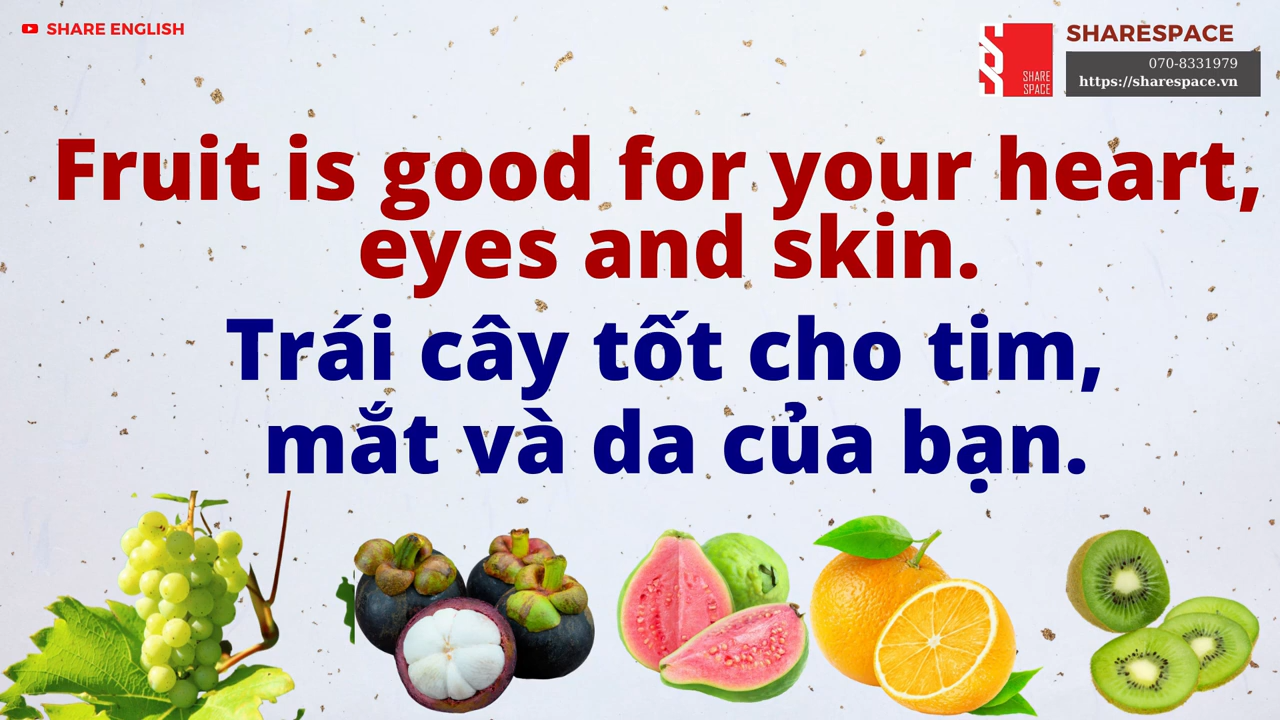 SHARE ENGLISH
SHARE
SPACE
SHARESPACE
070-8331979
https://sharespace.vn
Fruit is good for your heart,
eyes and skin.
Trái cây tốt cho tim,
mắt và da của bạn.